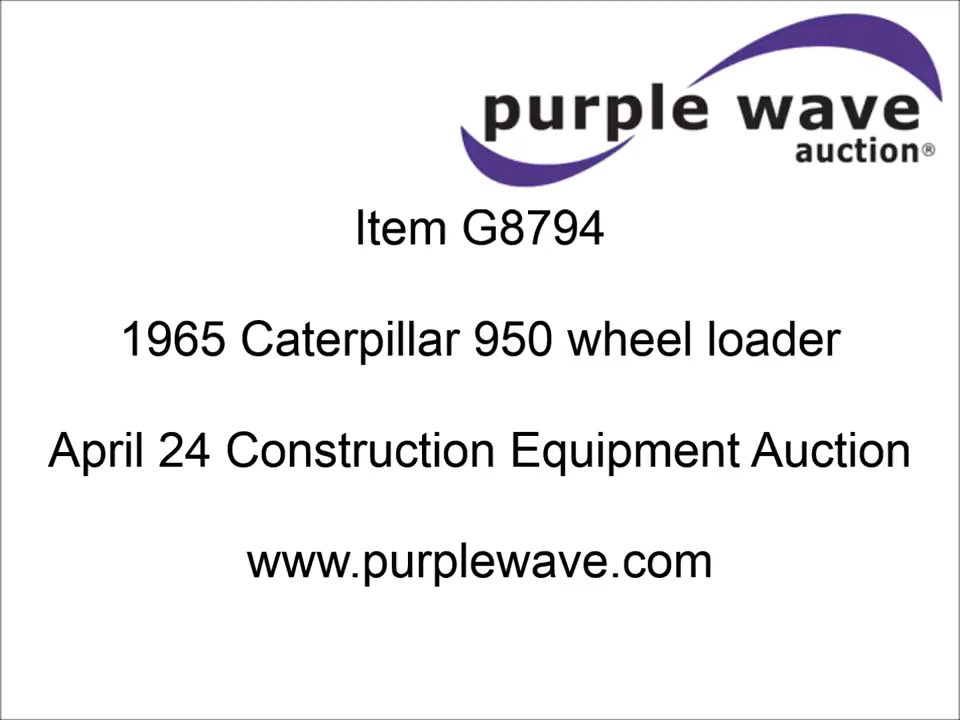 purple wave
auction®
Item G8794
1965 Caterpillar 950 wheel loader
April 24 Construction Equipment Auction
www.purplewave.com